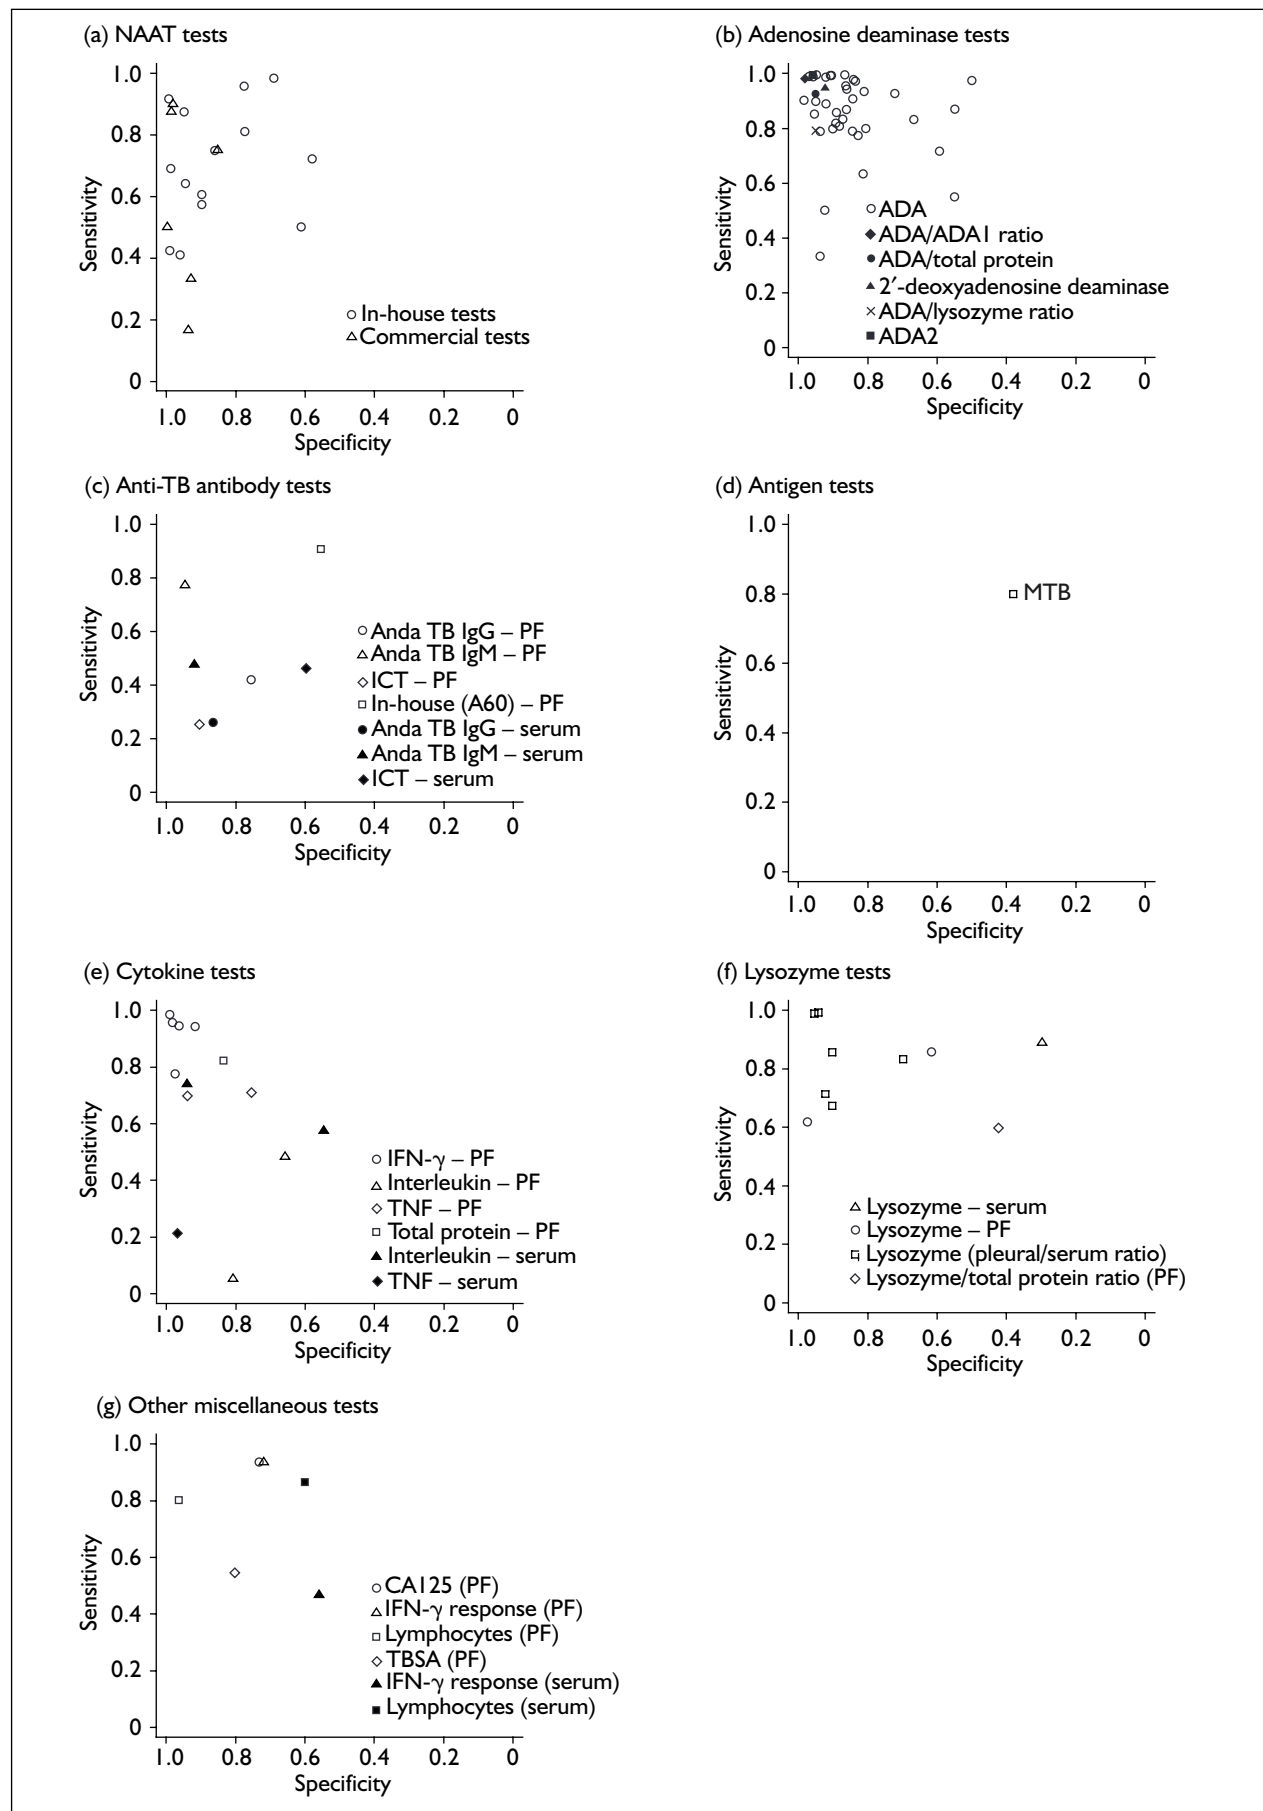 (a) NAAT tests
1.0
0.8
0.6
0.4
0.2
0
Sensitivity
In-house tests
Commercial tests
1.0 0.8 0.6 0.4 0.2 0
Specificity
(b) Adenosine deaminase tests
1.0
0.8
0.6
0.4
0.2
0
Sensitivity
ADA
ADA/ADA1 ratio
ADA/total protein
2′-deoxyadenosine deaminase
ADA/lysozyme ratio
ADA2
1.0 0.8 0.6 0.4 0.2 0
Specificity
(c) Anti-TB antibody tests
1.0
0.8
0.6
0.4
0.2
0
Sensitivity
Anda TB IgG – PF
Anda TB IgM – PF
ICT – PF
In-house (A60) – PF
Anda TB IgG – serum
Anda TB IgM – serum
ICT – serum
1.0 0.8 0.6 0.4 0.2 0
Specificity
(d) Antigen tests
1.0
0.8
0.6
0.4
0.2
0
Sensitivity
MTB
1.0 0.8 0.6 0.4 0.2 0
Specificity
(e) Cytokine tests
1.0
0.8
0.6
0.4
0.2
0
Sensitivity
IFN-γ – PF
Interleukin – PF
TNF – PF
Total protein – PF
Interleukin – serum
TNF – serum
1.0 0.8 0.6 0.4 0.2 0
Specificity
(f) Lysozyme tests
1.0
0.8
0.6
0.4
0.2
0
Sensitivity
Lysozyme – serum
Lysozyme – PF
Lysozyme (pleural/serum ratio)
Lysozyme/total protein ratio (PF)
1.0 0.8 0.6 0.4 0.2 0
Specificity
(g) Other miscellaneous tests
1.0
0.8
0.6
0.4
0.2
0
Sensitivity
CA125 (PF)
IFN-γ response (PF)
Lymphocytes (PF)
TBSA (PF)
IFN-γ response (serum)
Lymphocytes (serum)
1.0 0.8 0.6 0.4 0.2 0
Specificity